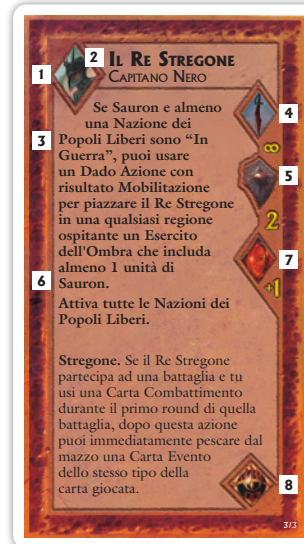 1
2
IL RE STREGONE
CAPITANO NERO
3
Se Sauron e almeno
una Nazione dei
Popoli Liberi sono “In
Guerra”, puoi usare
un Dado Azione con
risultato Mobilitazione
per piazzare il Re Stregone
in una qualsiasi regione
ospitante un Esercito
dell'Ombra che includa
almeno 1 unità di
Sauron.
Attiva tutte le Nazioni dei
Popoli Liberi.
4
∞
5
2
7
+1
6
Stregone. Se il Re Stregone
partecipa ad una battaglia e tu
usi una Carta Combattimento
durante il primo round di quella
battaglia, dopo questa azione
puoi immediatamente pescare dal
mazzo una Carta Evento
dello stesso tipo della
carta giocata.
8
3/3